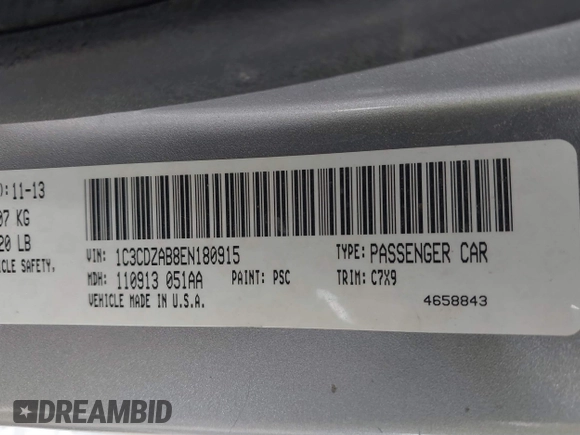 ): 11-13
07 KG
20 LB
ICLE SAFETY.
VIN: 1C3CDZAB8EN180915
TYPE: PASSENGER CAR
MDH: 110913 051AA
PAINT: PSC
TRIM: C7X9
VEHICLE MADE IN U.S.A.
4658843
DREAMBID